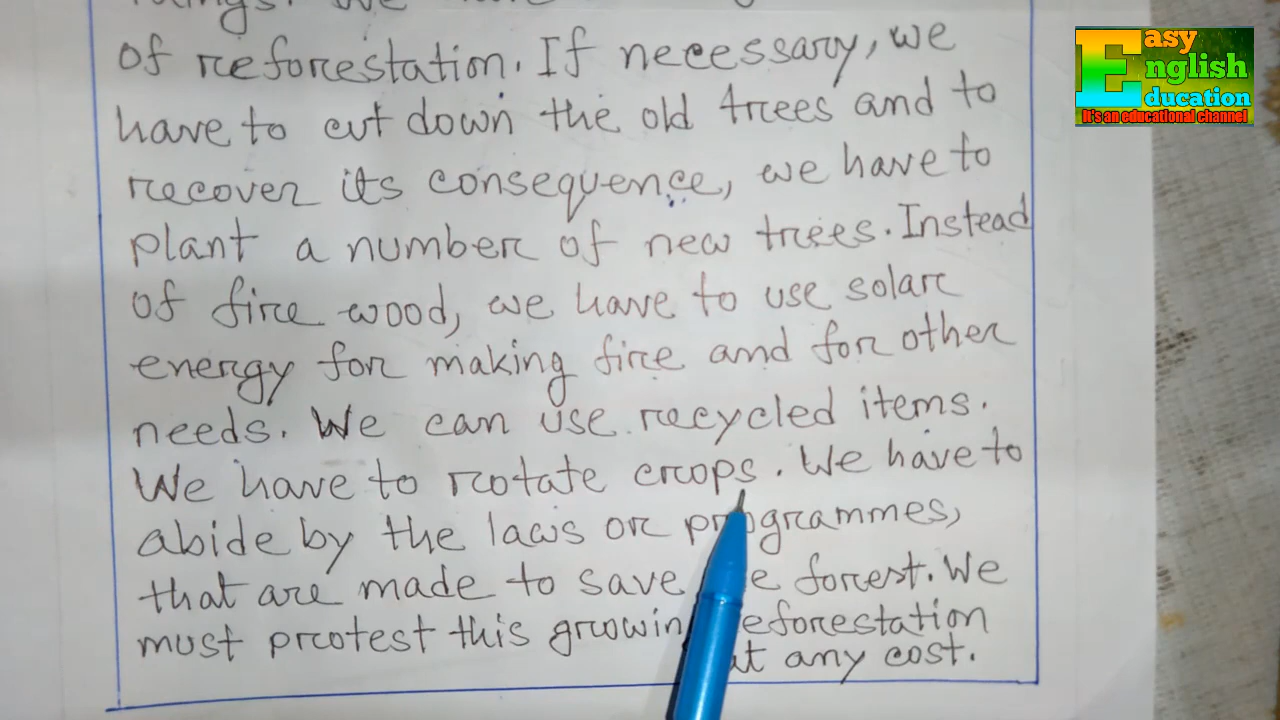 of reforestation. If necessary, we
have to cut down the old trees and to
recover its consequence, we have to
plant a number of new trees. Instead
of fire wood, we have to use solar
energy for making fire and for other
needs. We can use recycled items.
We have to rotate crops. We have to
abide by the laws or programmes,
that are made to save forest. We
must protest this growing
at any cost.
Easy
English
Education
It's an educational channel